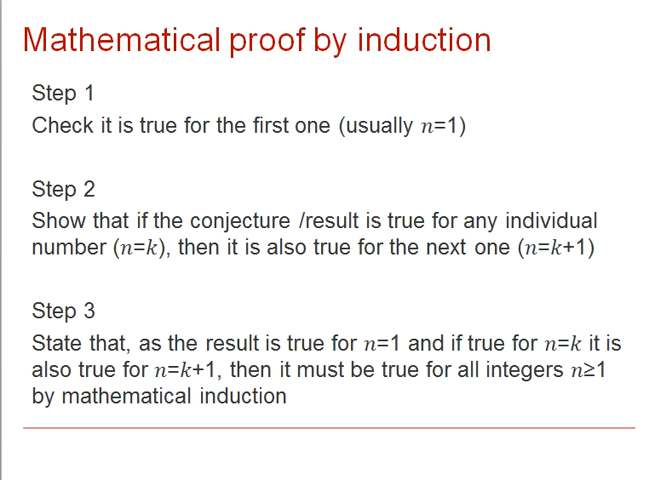 Mathematical proof by induction
Step 1
Check it is true for the first one (usually n=1)
Step 2
Show that if the conjecture /result is true for any individual
number (n=k), then it is also true for the next one (n=k+1)
Step 3
State that, as the result is true for n=1 and if true for n=k it is
also true for n=k+1, then it must be true for all integers n≥1
by mathematical induction